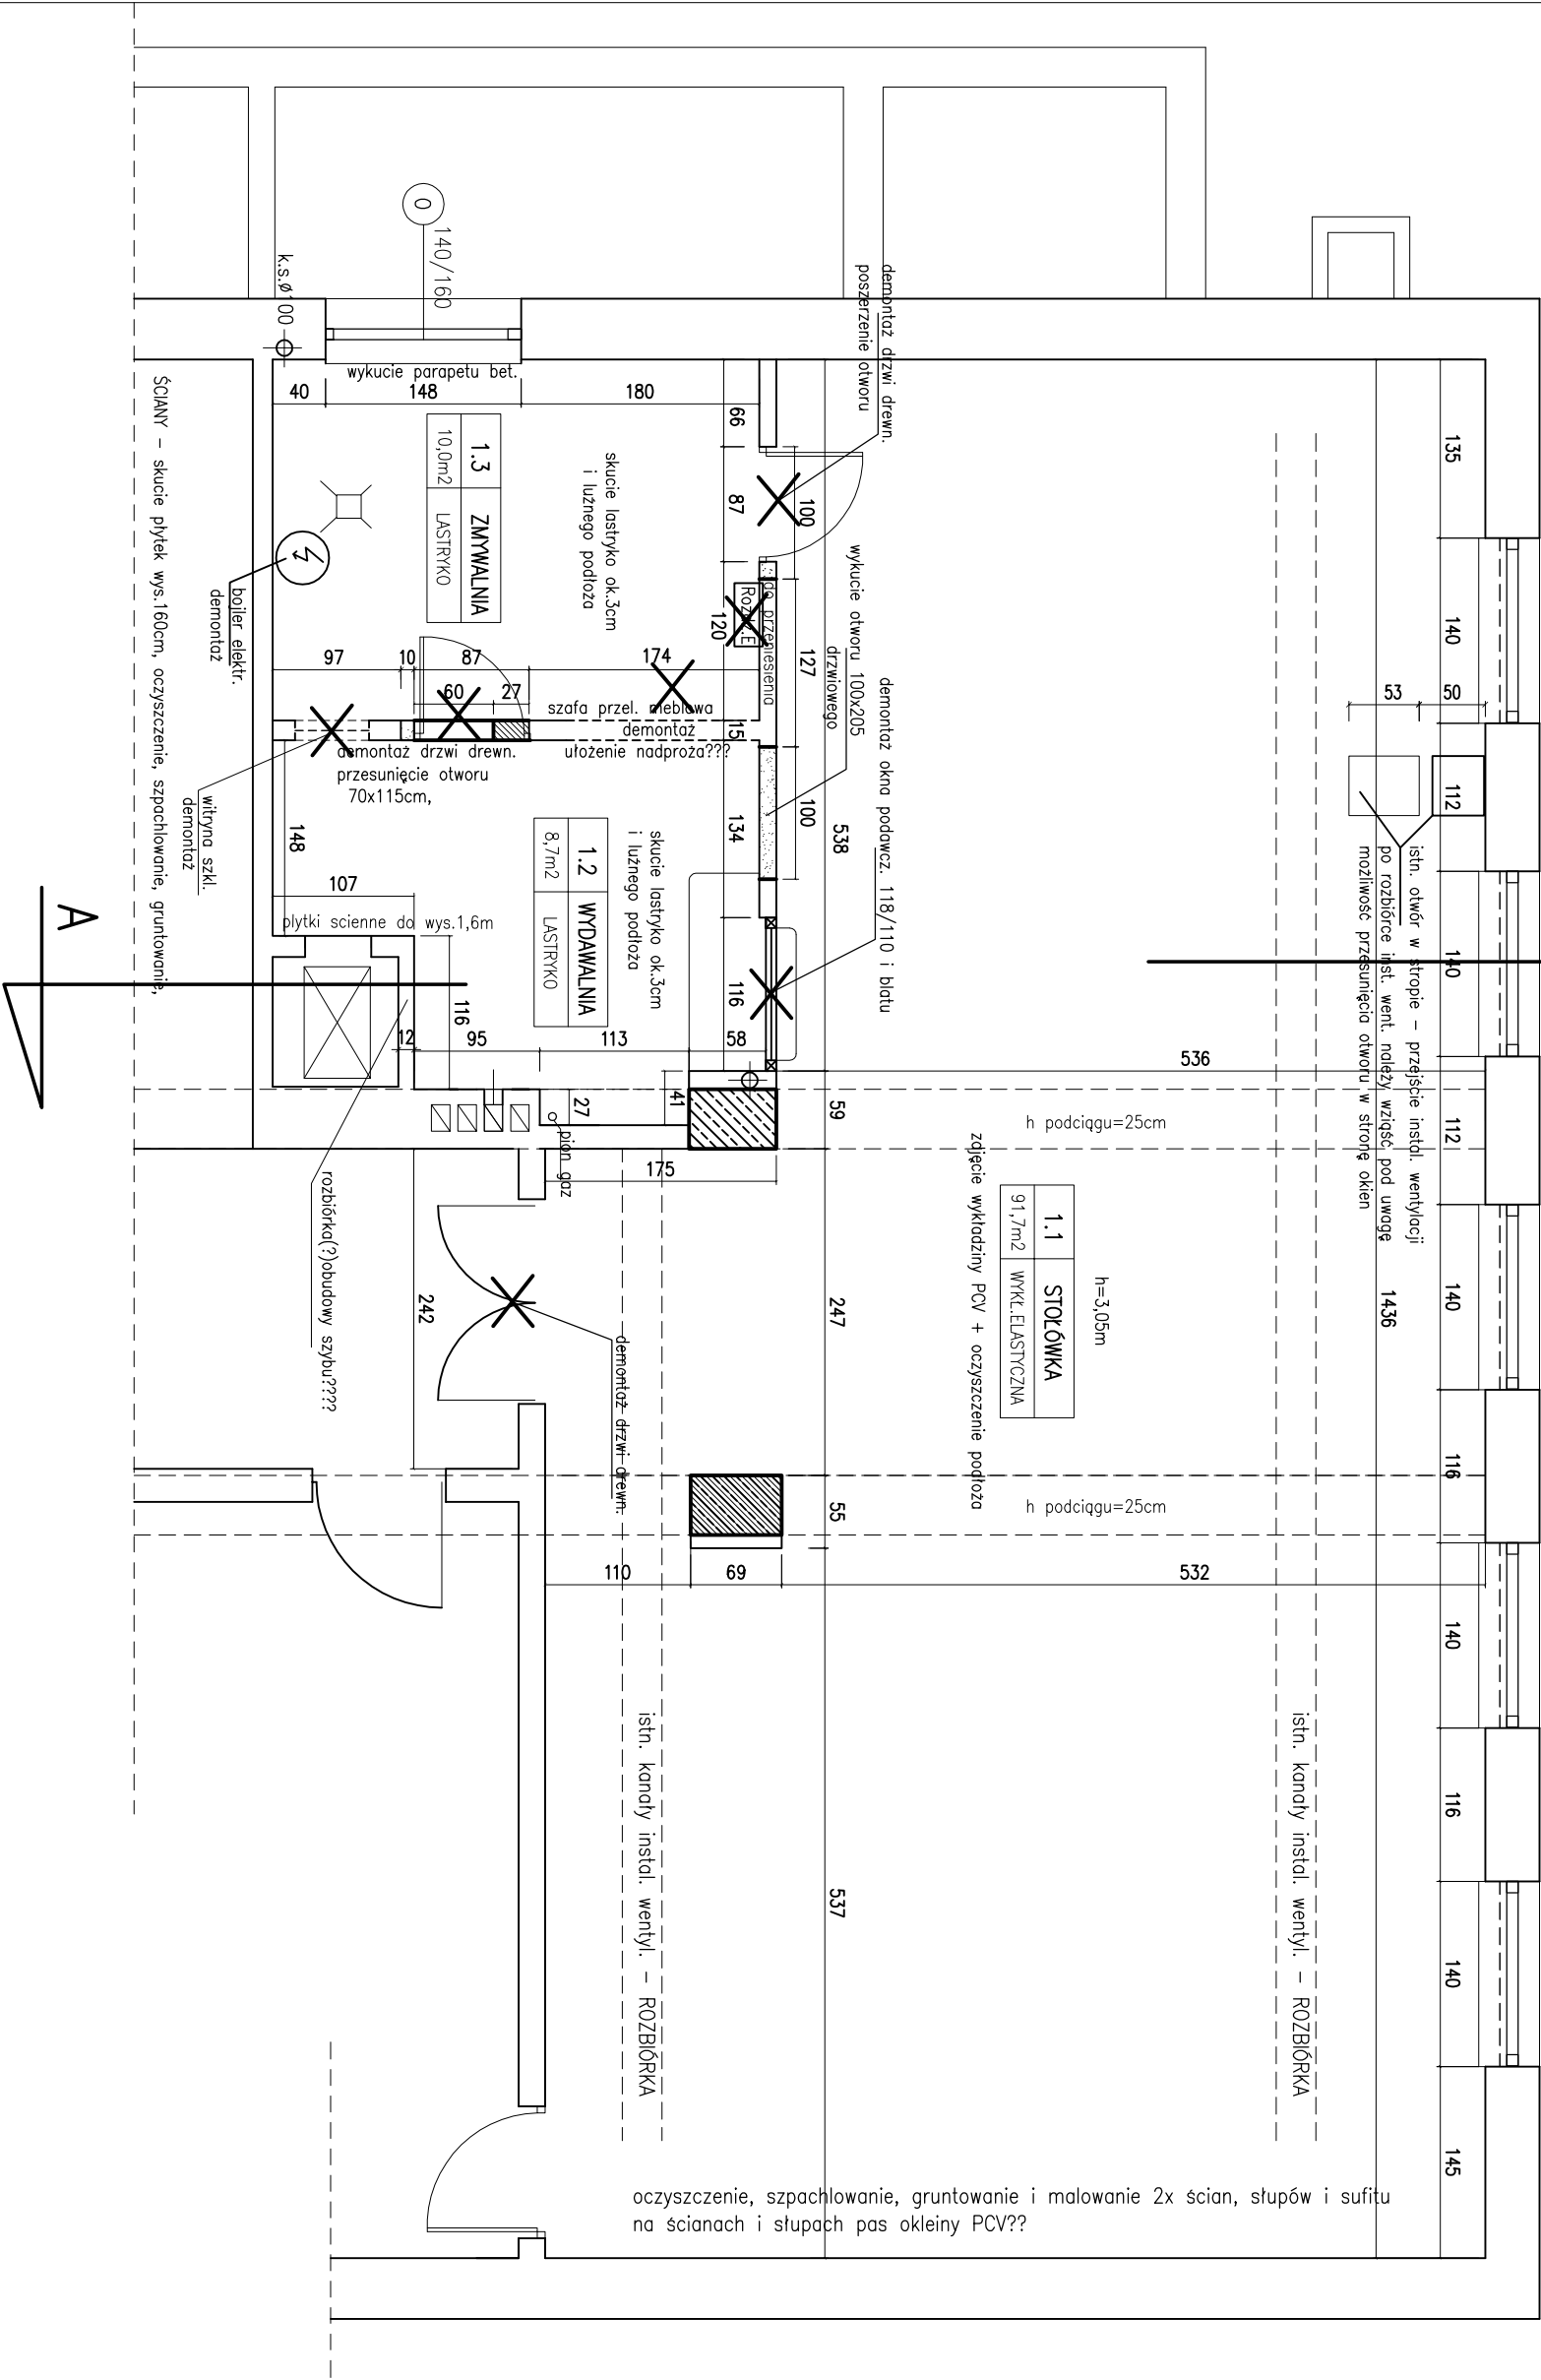 0
140/160
k.s.ø100
wykucie parapetu bet.
40
148
180
demontaż drzwi drewn.
poszerzenie otworu
66
87
120
15
134
116
58
100
127
100
538
59
247
55
537
1.3 ZMYWALNIA
10,0m2 LASTRYKO
skucie lastryko ok.3cm
i luźnego podłoża
do przeniesienia
wykucie otworu 100x205
drzwiowego
demontaż okna podawcz. 118/110 i blatu
97
10
87
174
60
27
szafa przel. meblowa
demontaż
ułożenie nadproża???
demontaż drzwi drewn.
przesunięcie otworu
70x115cm,
bojler elektr.
demontaż
witryna szkl.
demontaż
ŚCIANY – skucie płytek wys.160cm, oczyszczenie, szpachlowanie, gruntowanie,
148
107
plytki scienne do wys.1,6m
1.2 WYDAWALNIA
8,7m2 LASTRYKO
skucie lastryko ok.3cm
i luźnego podłoża
A
116
12
95
113
27
41
pion gaz
175
rozbiórka(?)obudowy szybu????
242
demontaż drzwi drewn.
110
69
532
536
1.1 STOŁÓWKA
91,7m2 WYKŁ.ELASTYCZNA
h=3,05m
zdjęcie wykładziny PCV + oczyszczenie podłoża
h podciągu=25cm
h podciągu=25cm
istn. otwór w stropie – przejście instal. wentylacji
po rozbiórce inst. went. należy wziąść pod uwagę
możliwość przesunięcia otworu w stronę okien
53
50
1436
135
140
112
140
112
140
116
140
116
140
145
istn. kanały instal. wentyl. – ROZBIÓRKA
istn. kanały instal. wentyl. – ROZBIÓRKA
oczyszczenie, szpachlowanie, gruntowanie i malowanie 2x ścian, słupów i sufitu
na ścianach i słupach pas okleiny PCV??